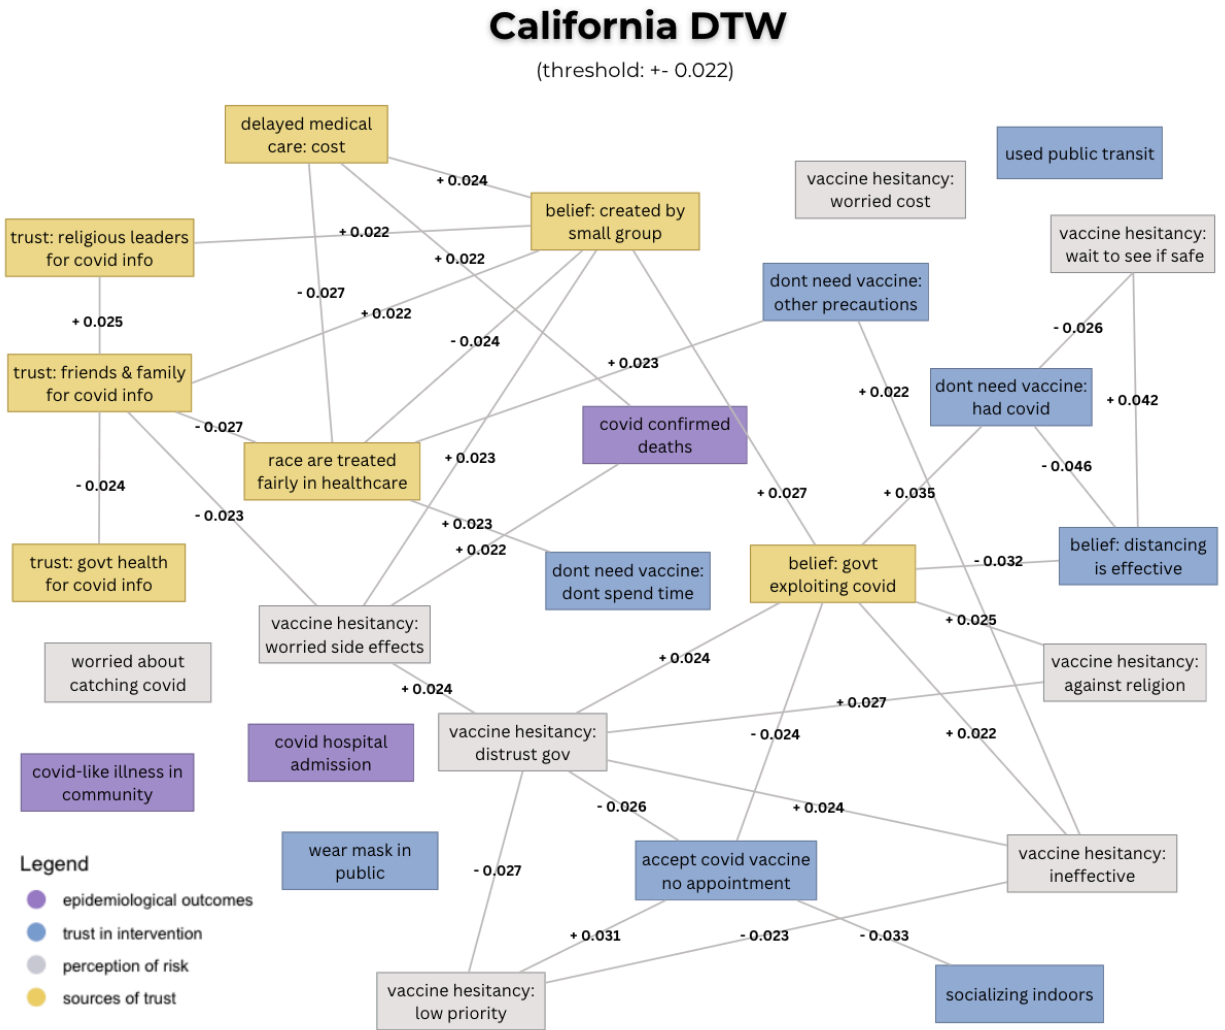 California DTW
(threshold: +- 0.022)
delayed medical
care: cost
used public transit
vaccine hesitancy:
worried cost
+ 0.024
belief: created by
small group
trust: religious leaders
for covid info
+ 0.022
vaccine hesitancy:
wait to see if safe
+ 0.022
dont need vaccine:
other precautions
- 0.027
+ 0.022
+ 0.025
- 0.026
- 0.024
+ 0.023
trust: friends & family
for covid info
dont need vaccine:
had covid
+ 0.022
+ 0.042
- 0.027
covid confirmed
deaths
race are treated
fairly in healthcare
+ 0.023
- 0.046
- 0.024
+ 0.027
+ 0.035
- 0.023
+ 0.023
+ 0.022
trust: govt health
for covid info
dont need vaccine:
dont spend time
belief: govt
exploiting covid
- 0.032
belief: distancing
is effective
vaccine hesitancy:
worried side effects
+ 0.025
worried about
catching covid
+ 0.024
vaccine hesitancy:
against religion
+ 0.024
+ 0.027
vaccine hesitancy:
distrust gov
- 0.024
+ 0.022
covid hospital
admission
covid-like illness in
community
- 0.026
+ 0.024
wear mask in
public
accept covid vaccine
no appointment
vaccine hesitancy:
ineffective
- 0.027
Legend
epidemiological outcomes
trust in intervention
perception of risk
sources of trust
+ 0.031
- 0.023
- 0.033
vaccine hesitancy:
low priority
socializing indoors